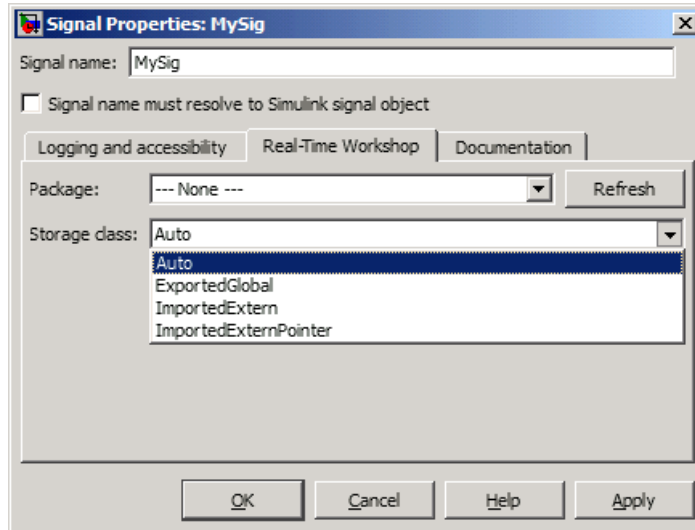 Signal Properties: MySig
Signal name: MySig
Signal name must resolve to Simulink signal object
Logging and accessibility Real-Time Workshop Documentation
Package: --- None --- Refresh
Storage class: Auto
Auto
ExportedGlobal
ImportedExtern
ImportedExternPointer
OK Cancel Help Apply